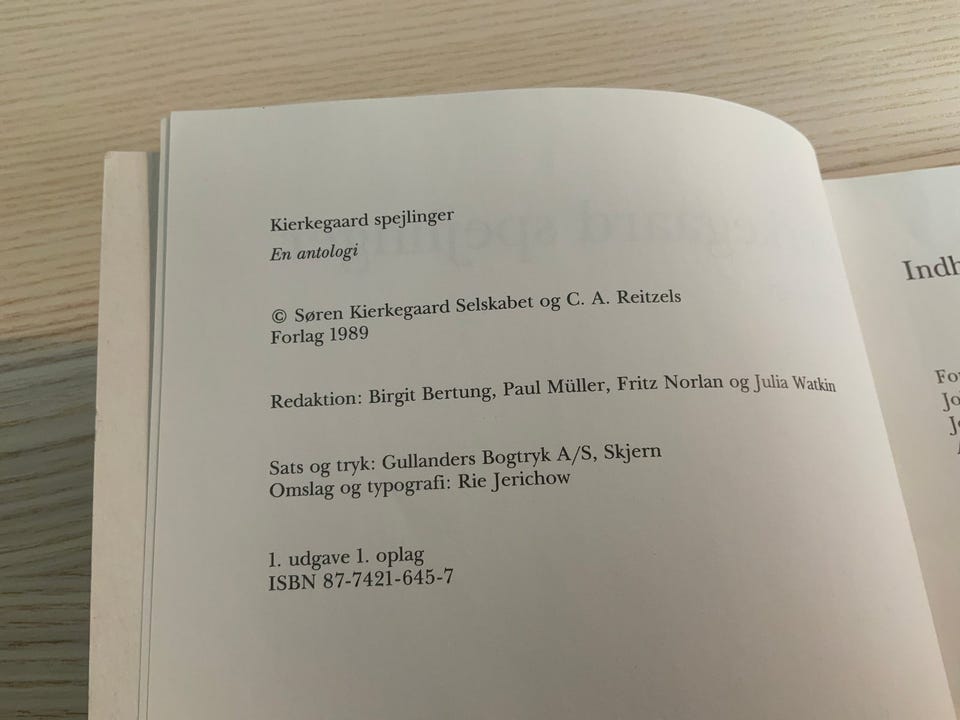 Kierkegaard spejlinger
En antologi
© Søren Kierkegaard Selskabet og C. A. Reitzels
Forlag 1989
Redaktion: Birgit Bertung, Paul Müller, Fritz Norlan og Julia Watkin
Sats og tryk: Gullanders Bogtryk A/S, Skjern
Omslag og typografi: Rie Jerichow
1. udgave 1. oplag
ISBN 87-7421-645-7